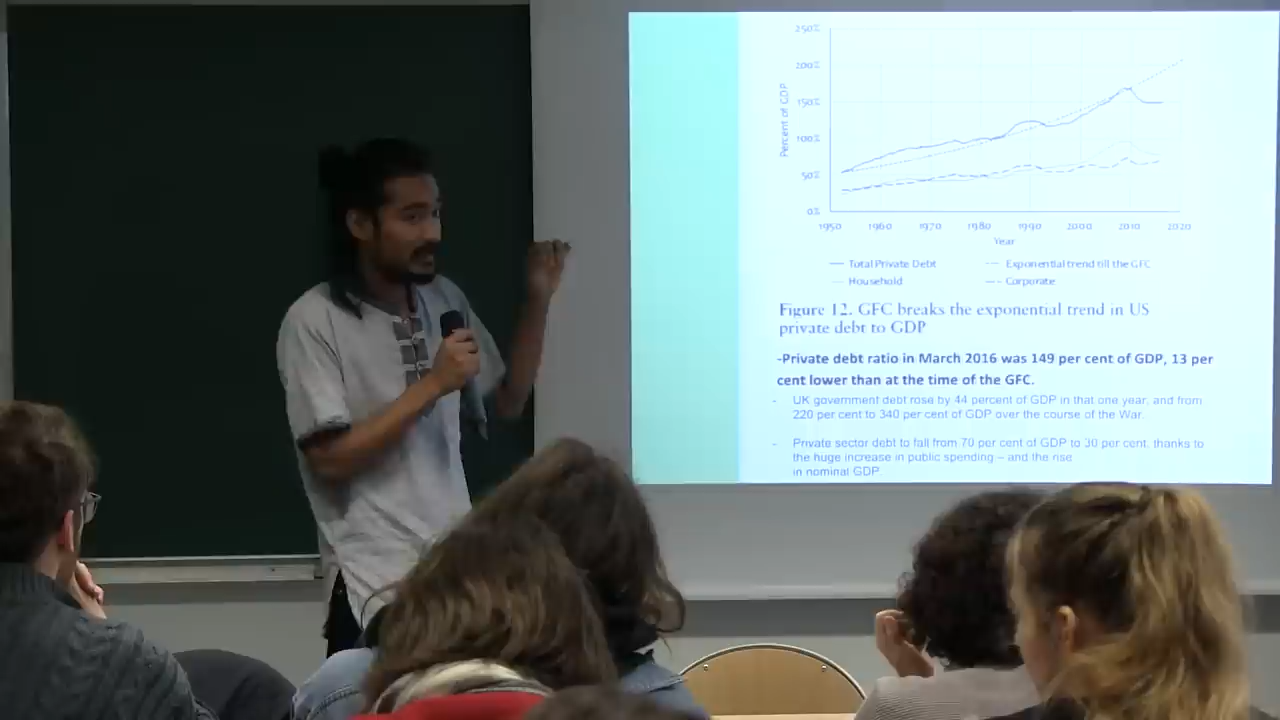 250%
200%
150%
100%
50%
0%
Percent of GDP
1950 1960 1970 1980 1990 2000 2010 2020
Year
Total Private Debt
Exponential trend till the GFC
Household
Corporate
Figure 12. GFC breaks the exponential trend in US
private debt to GDP
-Private debt ratio in March 2016 was 149 per cent of GDP, 13 per
cent lower than at the time of the GFC.
- UK government debt rose by 44 percent of GDP in that one year, and from
220 per cent to 340 per cent of GDP over the course of the War.
- Private sector debt to fall from 70 per cent of GDP to 30 per cent, thanks to
the huge increase in public spending – and the rise
in nominal GDP.